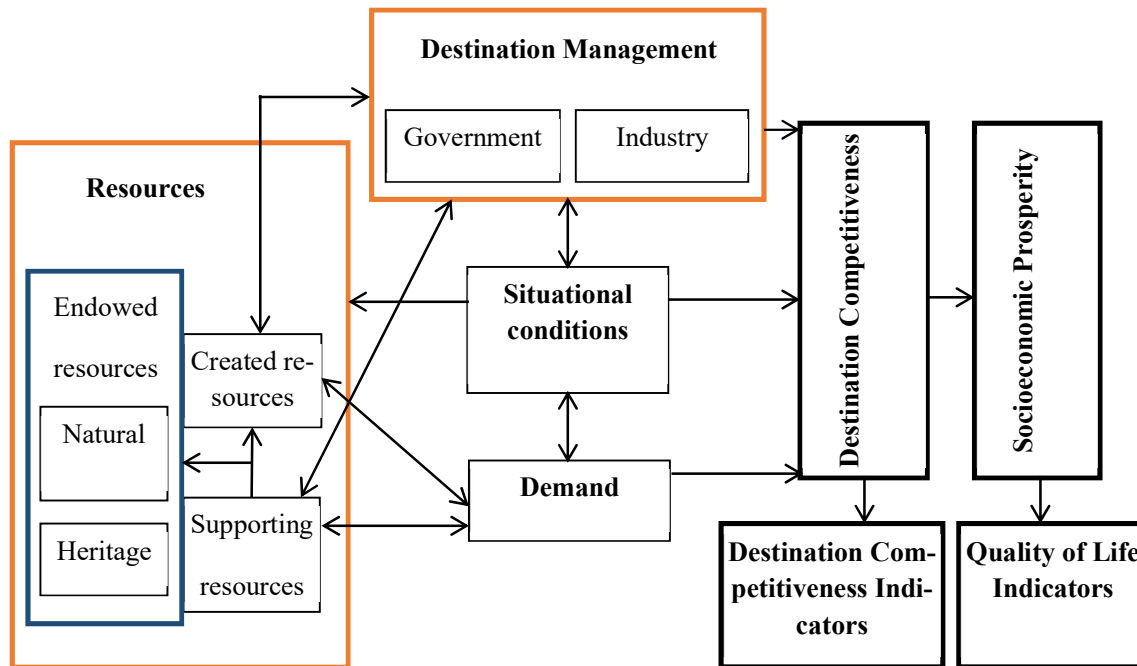 Destination Management
Government
Industry
Resources
Endowed
resources
Natural
Heritage
Created re-
sources
Supporting
resources
Situational
conditions
Demand
Destination Competitiveness
Socioeconomic Prosperity
Destination Com-
petitiveness Indi-
cators
Quality of Life
Indicators